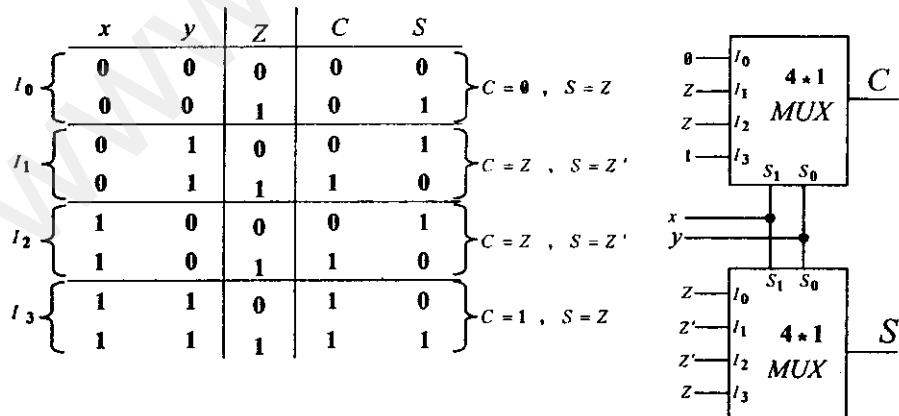 x y Z C S
I0 0 0 0 0 0 C = 0 , S = Z
0 0 1 0 1
I1 0 1 0 0 1 C = Z , S = Z'
0 1 1 1 0
I2 1 0 0 0 1 C = Z , S = Z'
1 0 1 1 0
I3 1 1 0 1 0 C = 1 , S = Z
1 1 1 1 1
0 I0
Z I1 4*1 C
Z I2 MUX
1 I3
S1 S0
x
y
S1 S0
Z I0
Z' I1 4*1 S
Z' I2 MUX
Z I3